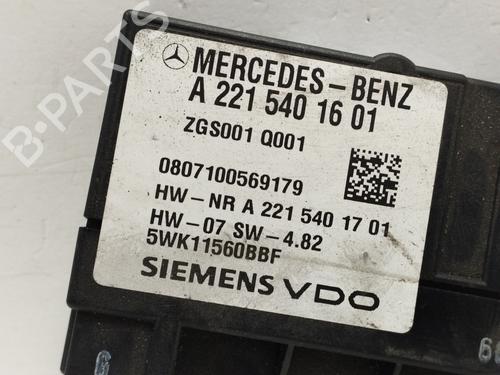 MERCEDES-BENZ
A 221 540 16 01
ZGS001 Q001
0807100569179
HW-NR A 221 540 17 01
HW-07 SW-4.82
5WK11560BBF
SIEMENS VDO
B-Parts